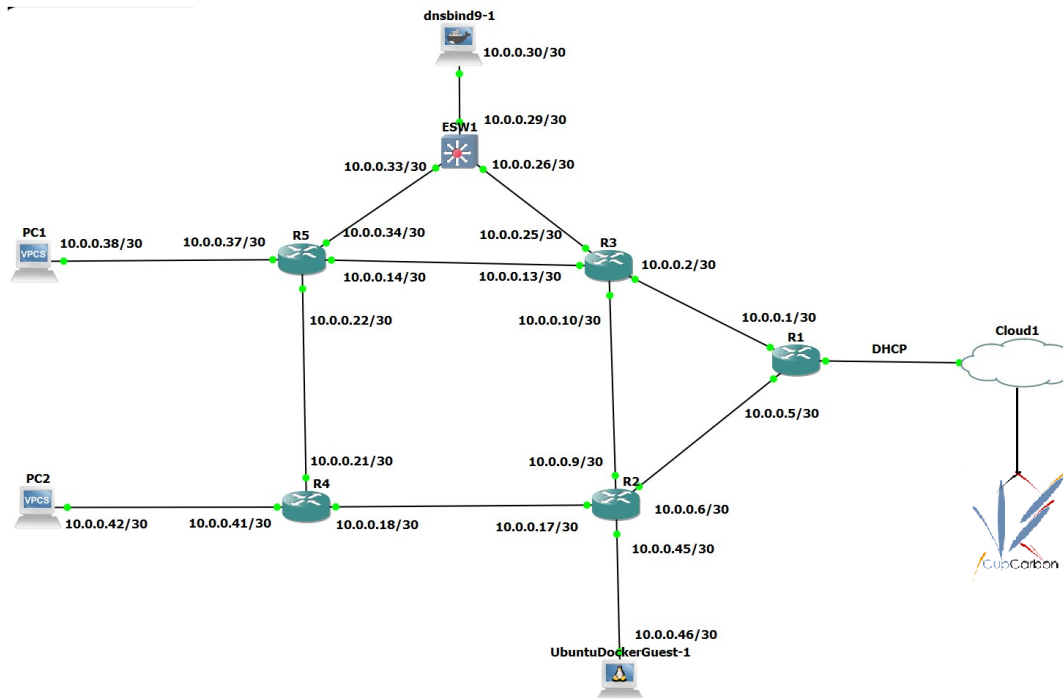 dnsbind9-1
10.0.0.30/30
10.0.0.29/30
ESW1
10.0.0.33/30
10.0.0.26/30
PC1
10.0.0.38/30
VPCS
10.0.0.37/30
R5
10.0.0.34/30
10.0.0.14/30
10.0.0.25/30
R3
10.0.0.13/30
10.0.0.2/30
10.0.0.22/30
10.0.0.10/30
10.0.0.1/30
R1
DHCP
Cloud1
10.0.0.5/30
10.0.0.21/30
R4
10.0.0.9/30
R2
PC2
VPCS
10.0.0.42/30
10.0.0.41/30
10.0.0.18/30
10.0.0.17/30
10.0.0.6/30
10.0.0.45/30
CupCarbon
10.0.0.46/30
UbuntuDockerGuest-1